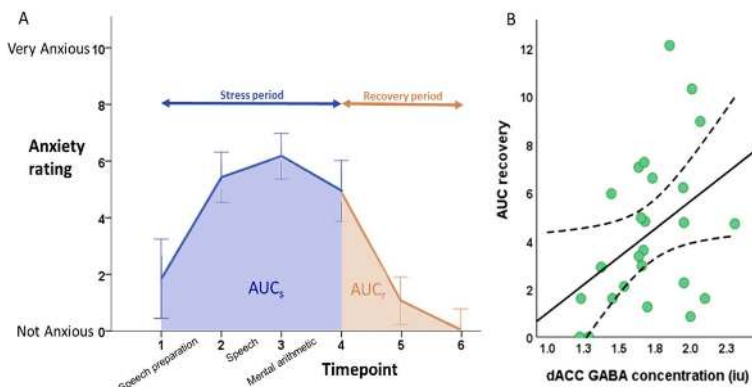 A
Very Anxious 10
Stress period
Recovery period
8
Anxiety
rating
6
4
2
Not Anxious 0
AUCs
AUCr
1 2 3 4 5 6
Speech preparation
Speech
Mental arithmetic
Timepoint
B
AUC recovery
12
10
8
6
4
2
0
1.0 1.3 1.5 1.8 2.0 2.3
dACC GABA concentration (iu)